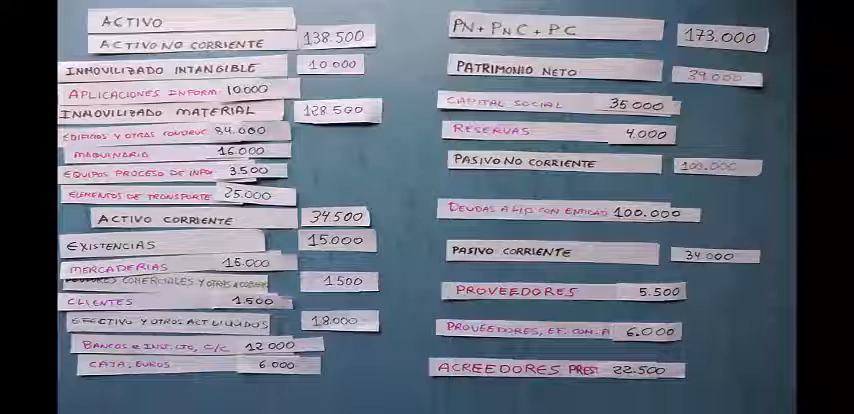 ACTIVO
ACTIVO NO CORRIENTE 138.500
INMOVILIZADO INTANGIBLE 10 000
APLICACIONES INFORM 10.000
INMOVILIZADO MATERIAL 128.500
EDIFICIOS Y OTRAS CONSTRUC 84.000
MAQUINARIA 16.000
EQUIPOS PROCESO DE INFO 3.500
ELEMENTOS DE TRANSPORTE 25.000
ACTIVO CORRIENTE 34.500
EXISTENCIAS 15.000
MERCADERIAS 15.000
DEUDORES COMERCIALES Y OTRAS A COBRAR 1500
CLIENTES 1.500
EFECTIVO Y OTROS ACT LIQUIDOS 18.000
BANCOS e INST. CTO, C/C 12 000
CAJA, EUROS 6.000
PN + PNC + PC 173.000
PATRIMONIO NETO 39.000
CAPITAL SOCIAL 35 000
RESERVAS 4.000
PASIVO NO CORRIENTE 100.000
DEUDAS A L/P CON ENTIDAD 100.000
PASIVO CORRIENTE 34.000
PROVEEDORES 5.500
PROVEEDORES, EF. COM. A 6.000
ACREEDORES PREST 22.500